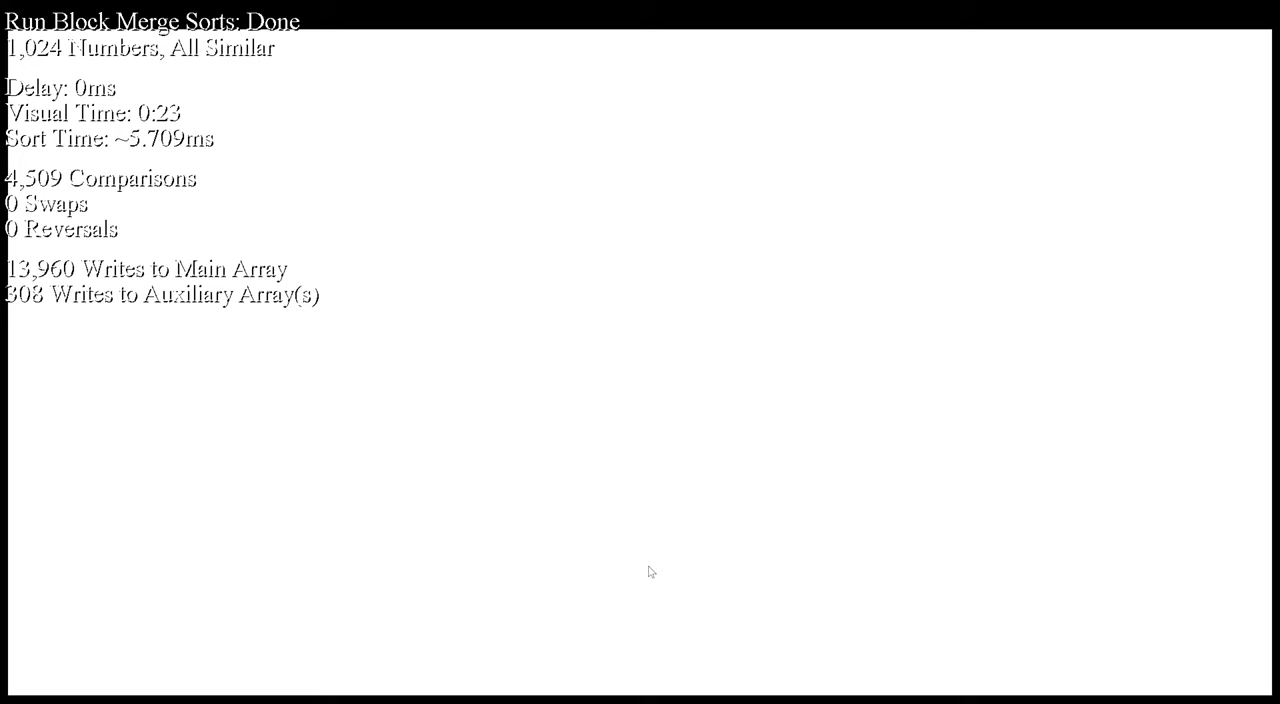 Run Block Merge Sorts: Done
1,024 Numbers, All Similar
Delay: 0ms
Visual Time: 0:23
Sort Time: ~5.709ms
4,509 Comparisons
0 Swaps
0 Reversals
13,960 Writes to Main Array
308 Writes to Auxiliary Array(s)